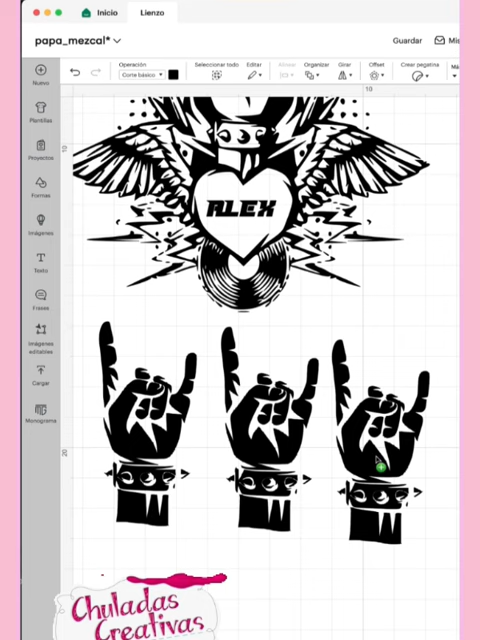 Inicio
Lienzo
papa_mezcal*
Guardar
Operación
Seleccionar todo
Editar
Organizar
Girar
Offset
Crear pegatina
Corte básico
10
Nuevo
Plantillas
Proyectos
Formas
Imágenes
Texto
Frases
Imágenes
editables
Cargar
Monograma
10
20
ALEX
Chuladas
Creativas